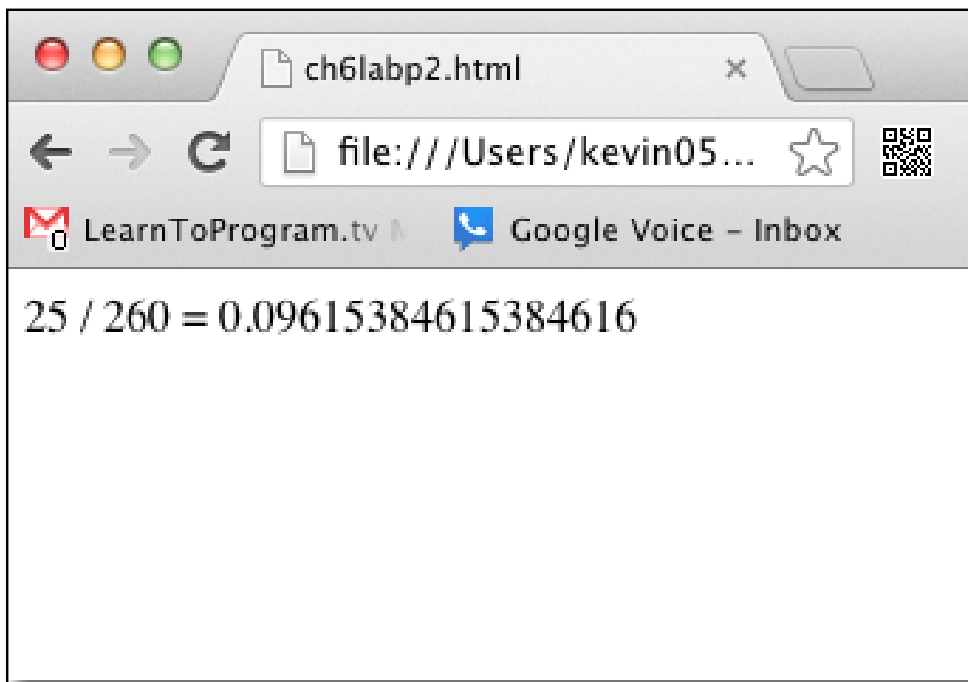 ch6labp2.html
file:///Users/kevin05...
LearnToProgram.tv
Google Voice – Inbox
25 / 260 = 0.09615384615384616